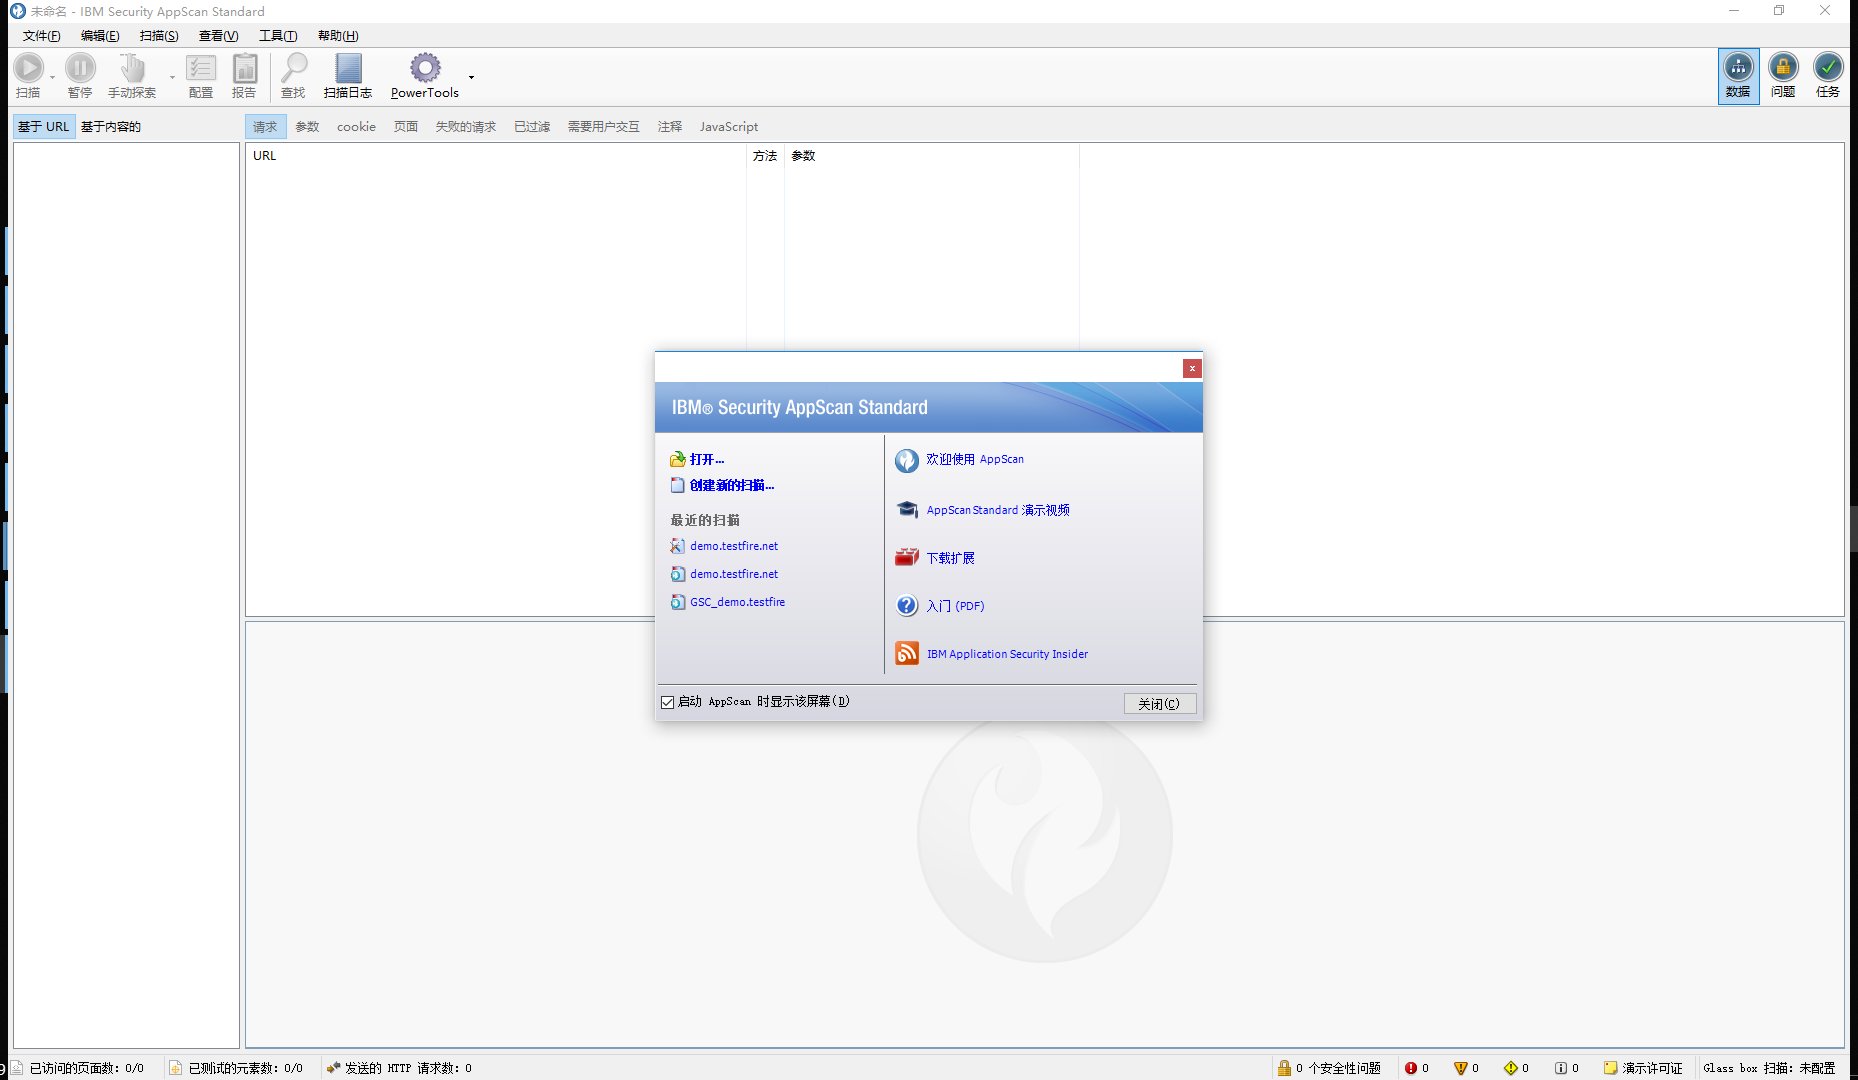 未命名 - IBM Security AppScan Standard
文件(F) 编辑(E) 扫描(S) 查看(V) 工具(T) 帮助(H)
扫描 暂停 手动探索 配置 报告 查找 扫描日志 PowerTools 数据 问题 任务
基于 URL 基于内容的 请求 参数 cookie 页面 失败的请求 已过滤 需要用户交互 注释 JavaScript
URL 方法 参数
x
IBM® Security AppScan Standard
打开...
创建新的扫描...
最近的扫描
demo.testfire.net
demo.testfire.net
GSC_demo.testfire
欢迎使用 AppScan
AppScan Standard 演示视频
下载扩展
入门 (PDF)
IBM Application Security Insider
启动 AppScan 时显示该屏幕(D) 关闭(C)
已访问的页面数: 0/0 已测试的元素数: 0/0 发送的 HTTP 请求数: 0 0 个安全性问题 0 0 0 0 演示许可证 Glass box 扫描: 未配置